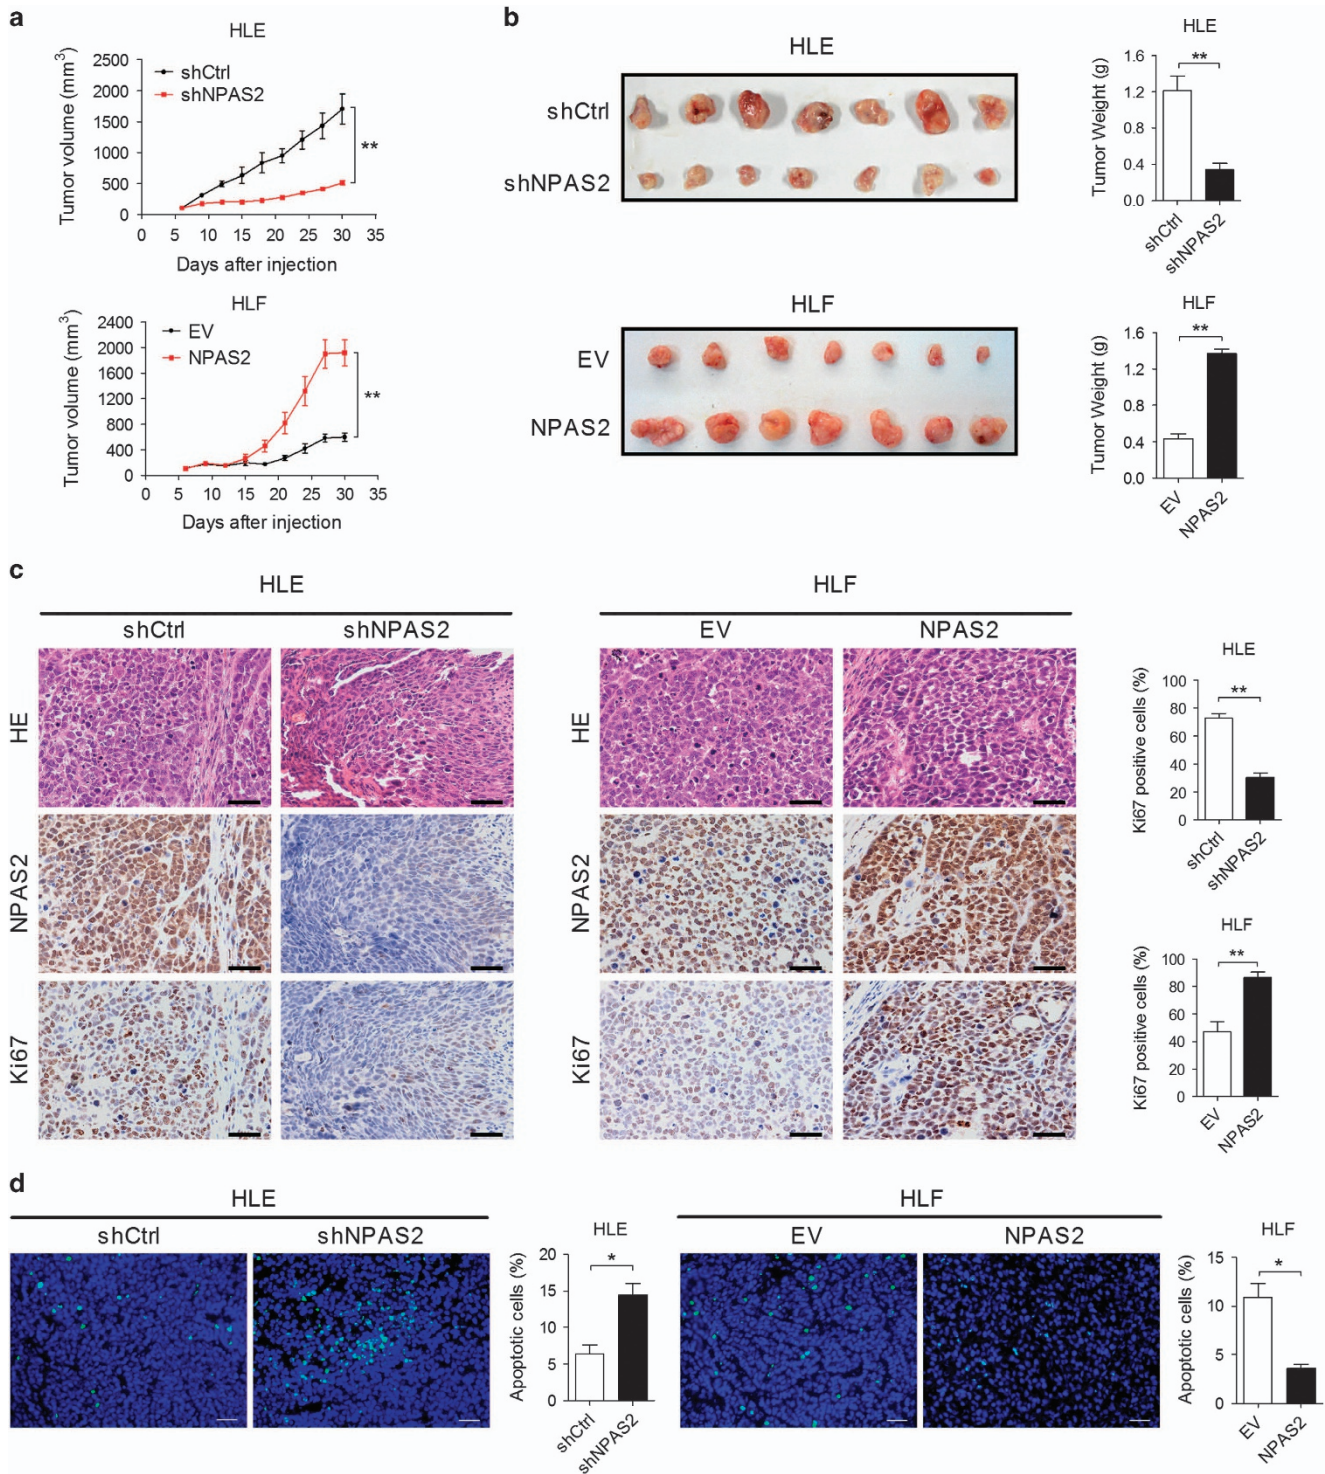 a
HLE
Tumor volume (mm³)
2500
2000
1500
1000
500
0
shCtrl
shNPAS2
**
0 5 10 15 20 25 30 35
Days after injection
HLF
Tumor volume (mm³)
2400
2000
1600
1200
800
400
0
EV
NPAS2
**
0 5 10 15 20 25 30 35
Days after injection
b
HLE
shCtrl
shNPAS2
HLE
Tumor Weight (g)
1.6
1.2
0.8
0.4
0.0
**
shCtrl
shNPAS2
HLF
EV
NPAS2
HLF
Tumor Weight (g)
1.6
1.2
0.8
0.4
0.0
**
EV
NPAS2
c
HLE
shCtrl shNPAS2
HLF
EV NPAS2
HE
NPAS2
Ki67
HE
NPAS2
Ki67
HLE
Ki67 positive cells (%)
100
80
60
40
20
0
**
shCtrl
shNPAS2
HLF
Ki67 positive cells (%)
100
80
60
40
20
0
**
EV
NPAS2
d
HLE
shCtrl shNPAS2
HLE
Apoptotic cells (%)
20
15
10
5
0
*
shCtrl
shNPAS2
HLF
EV NPAS2
HLF
Apoptotic cells (%)
15
10
5
0
*
EV
NPAS2